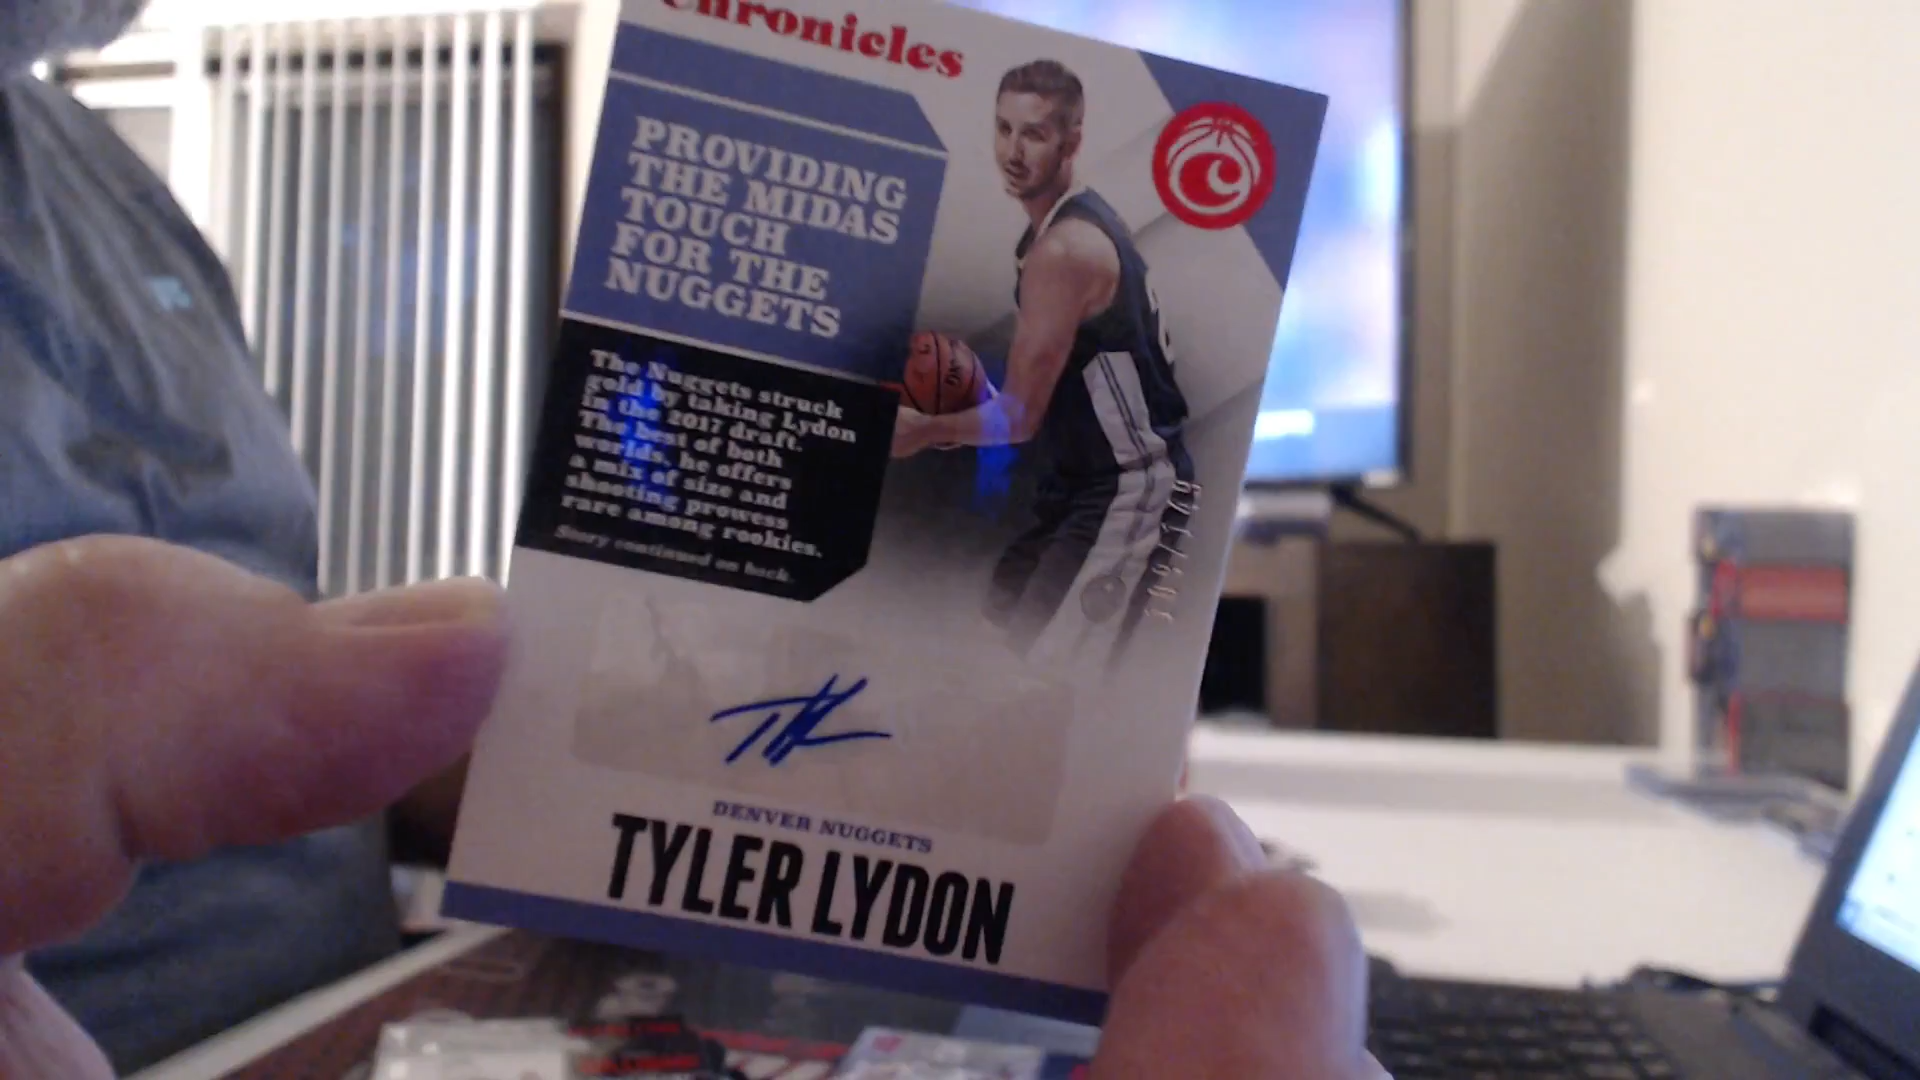 Chronicles
PROVIDING
THE MIDAS
TOUCH
FOR THE
NUGGETS
The Nuggets struck
gold by taking Lydon
in the 2017 draft.
The best of both
worlds, he offers
a mix of size and
shooting prowess
rare among rookies.
Story continued on back.
DENVER NUGGETS
TYLER LYDON